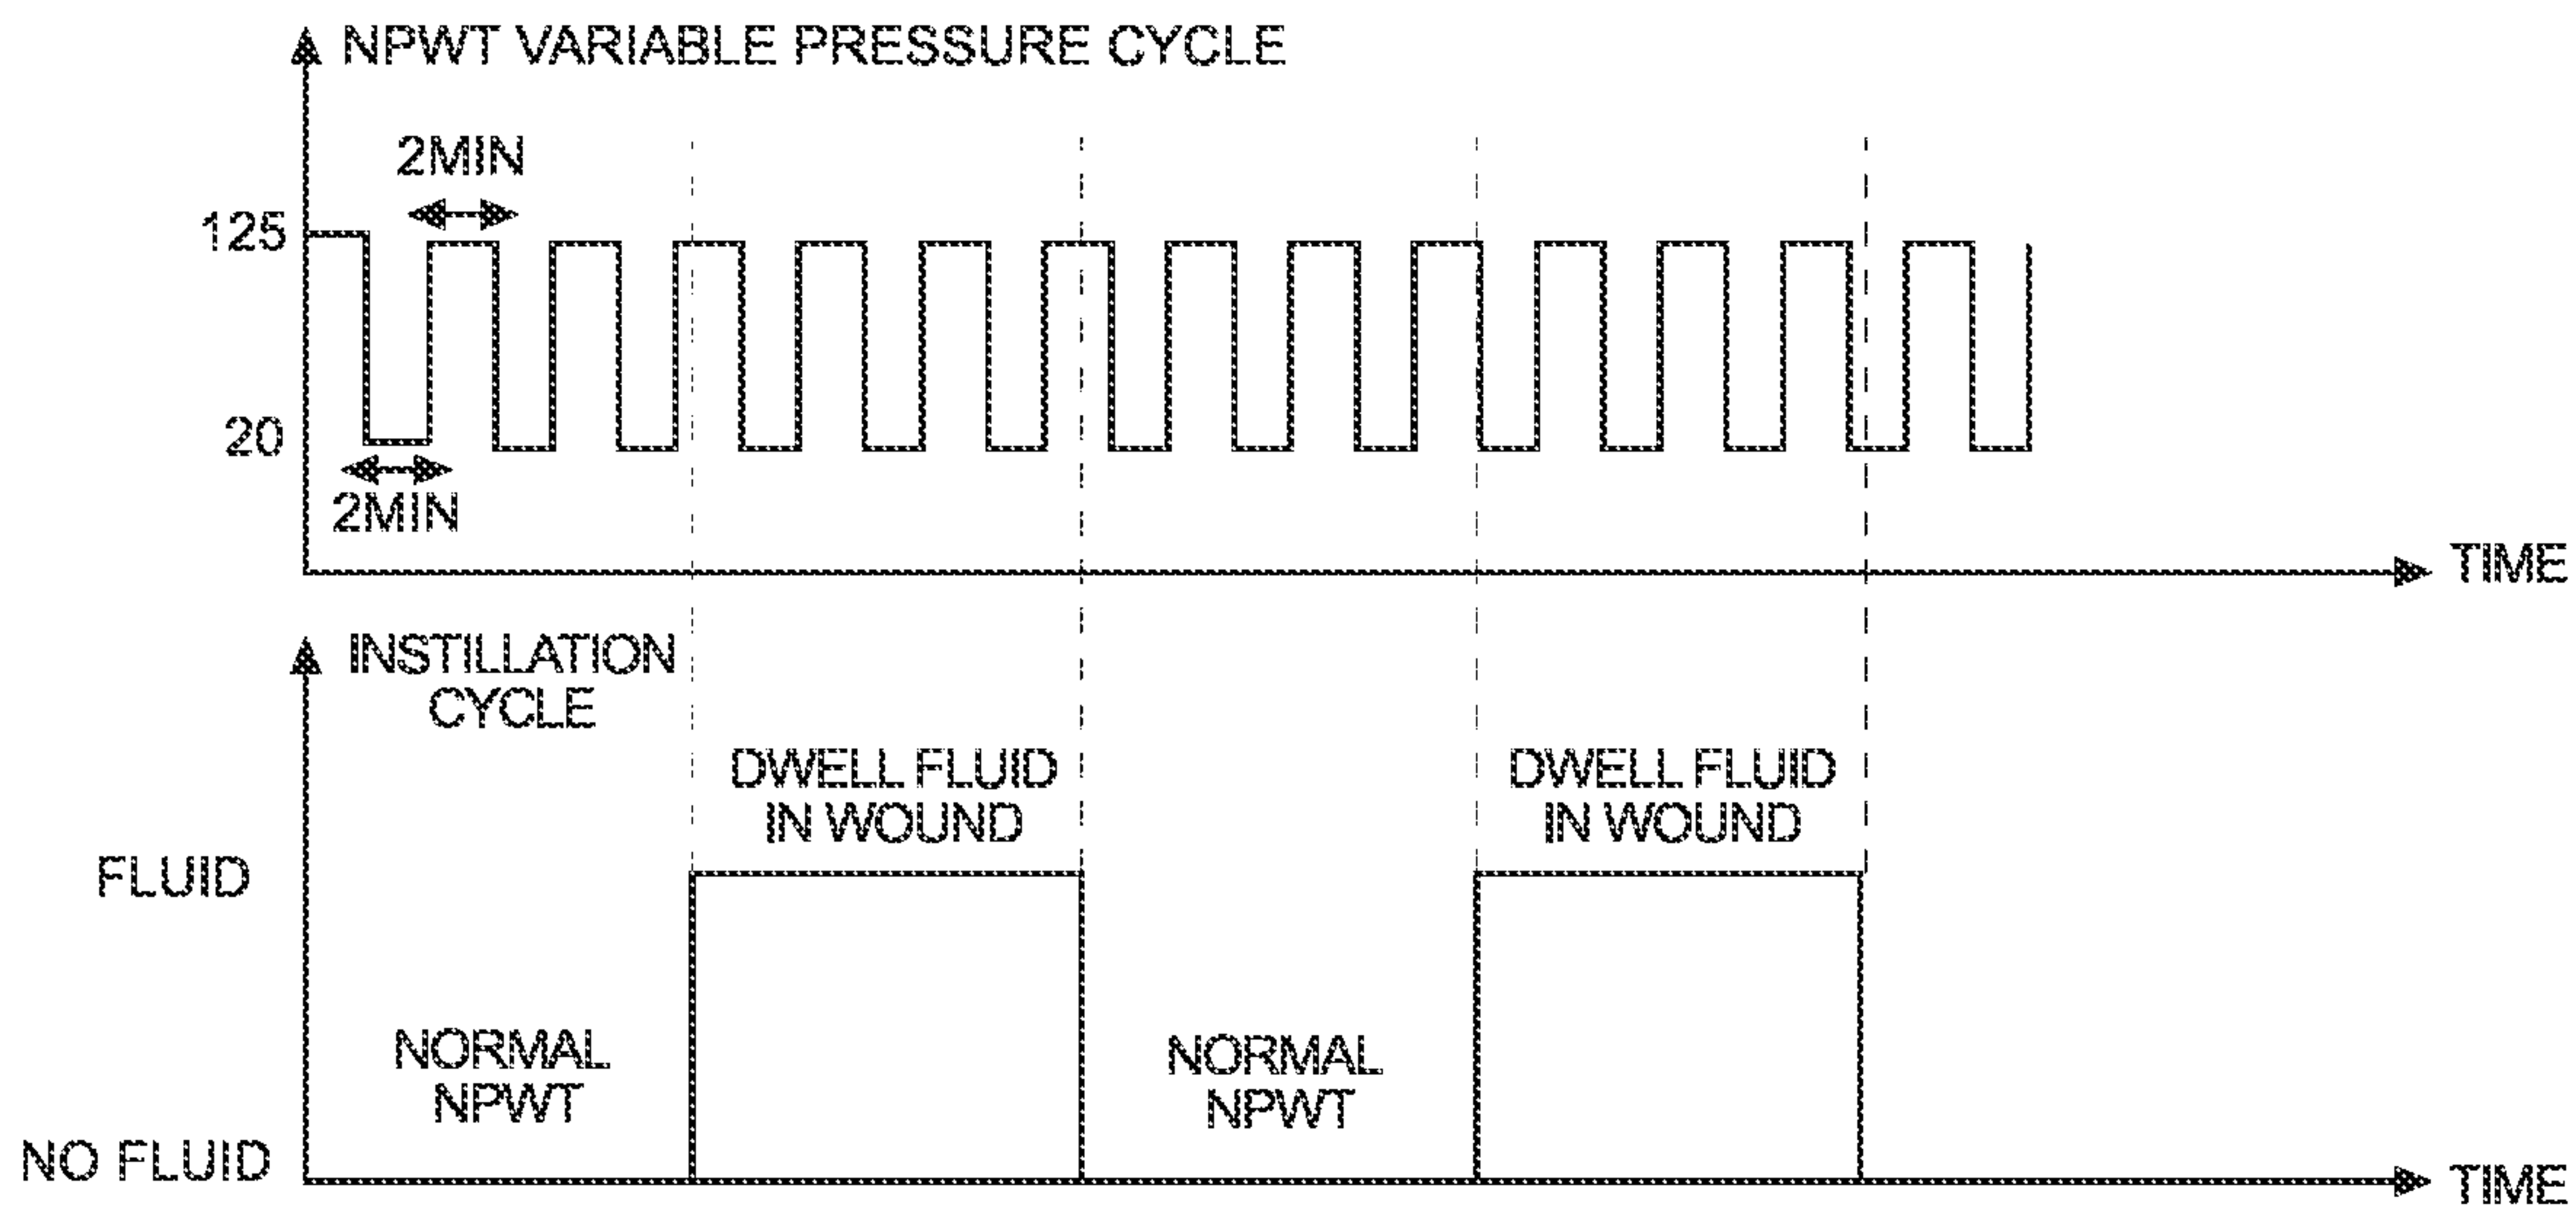 NPWT VARIABLE PRESSURE CYCLE
2MIN
125
20
2MIN
TIME
INSTILLATION
CYCLE
DWELL FLUID
IN WOUND
DWELL FLUID
IN WOUND
FLUID
NORMAL
NPWT
NORMAL
NPWT
NO FLUID
TIME